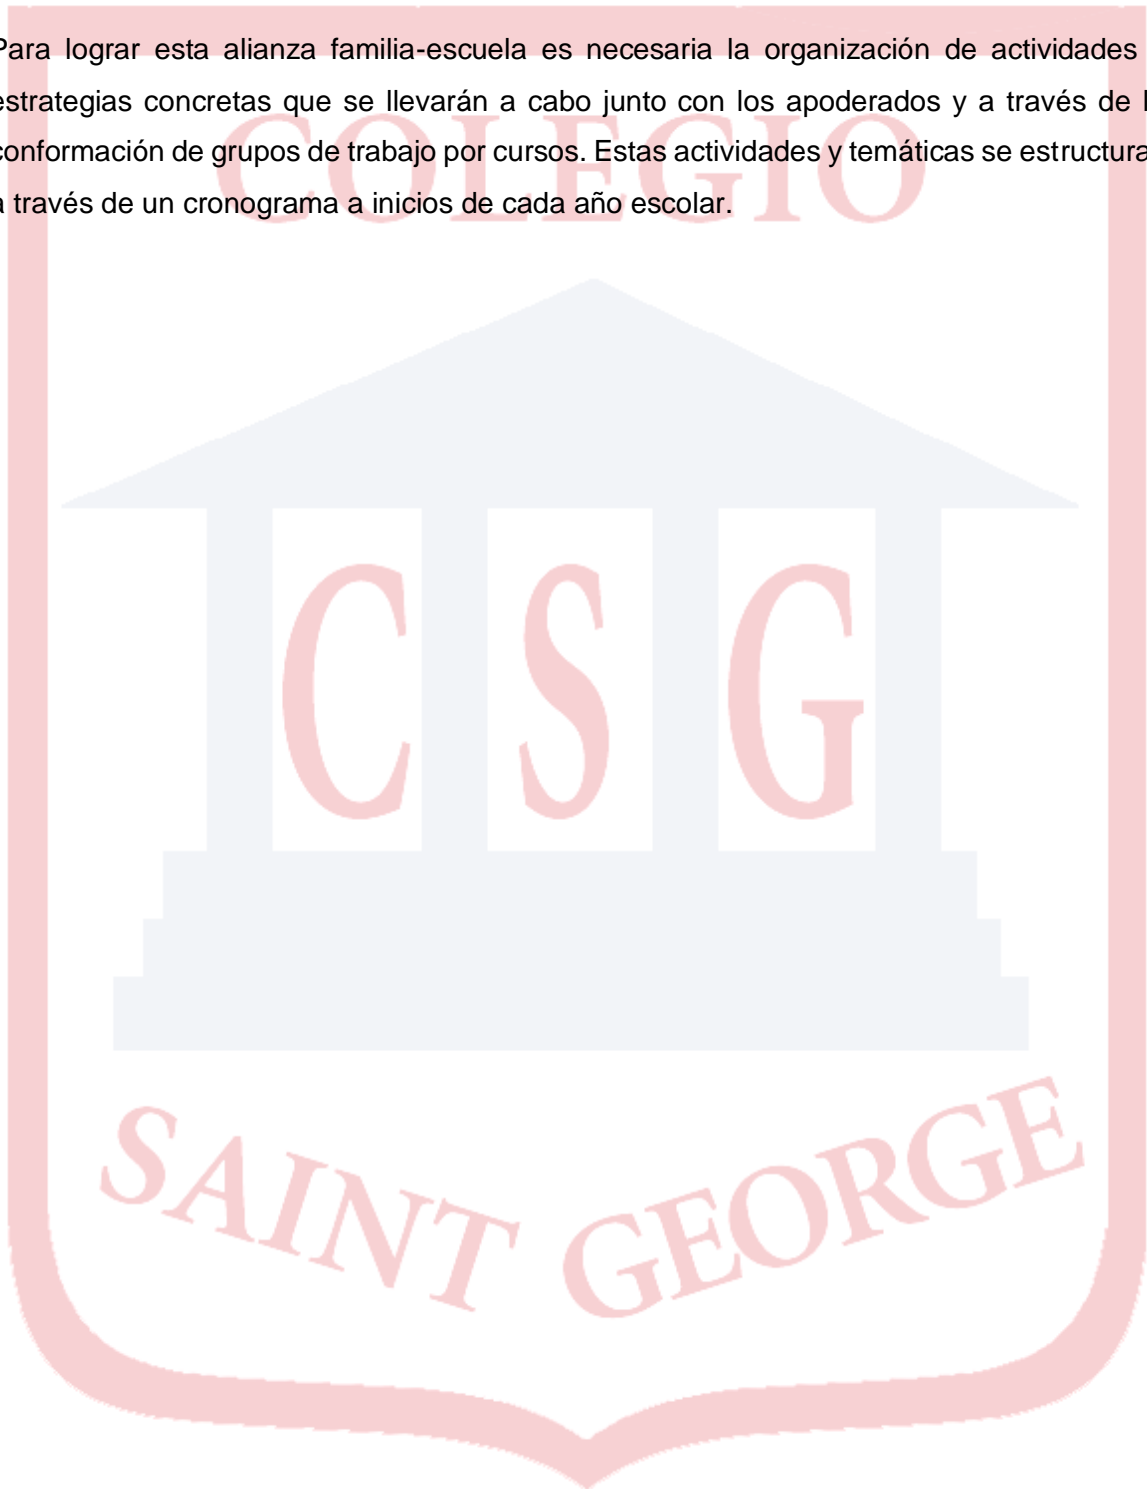 Para lograr esta alianza familia-escuela es necesaria la organización de actividades
estrategias concretas que se llevarán a cabo junto con los apoderados y a través de
conformación de grupos de trabajo por cursos. Estas actividades y temáticas se estructura
a través de un cronograma a inicios de cada año escolar.
COLEGIO
CSG
SAINT GEORGE